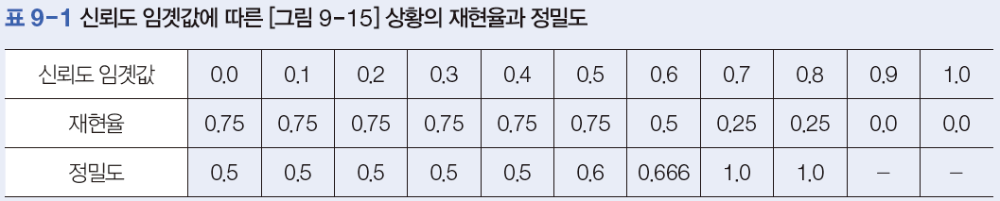 표 9-1 신뢰도 임곗값에 따른 [그림 9-15] 상황의 재현율과 정밀도
신뢰도 임곗값 0.0 0.1 0.2 0.3 0.4 0.5 0.6 0.7 0.8 0.9 1.0
재현율 0.75 0.75 0.75 0.75 0.75 0.75 0.5 0.25 0.25 0.0 0.0
정밀도 0.5 0.5 0.5 0.5 0.5 0.6 0.666 1.0 1.0 – –